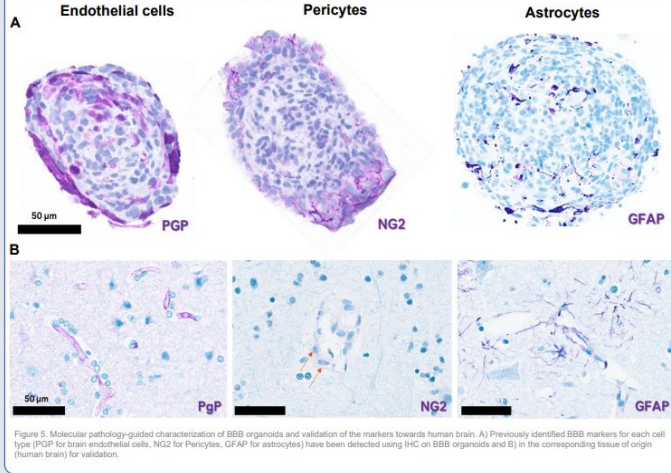 Endothelial cells Pericytes Astrocytes
A
50 µm PGP NG2 GFAP
B
50 µm PgP NG2 GFAP
Figure 5. Molecular pathology-guided characterization of BBB organoids and validation of the markers towards human brain. A) Previously identified BBB markers for each cell
type (PGP for brain endothelial cells, NG2 for Pericytes, GFAP for astrocytes) have been detected using IHC on BBB organoids and B) in the corresponding tissue of origin
(human brain) for validation.